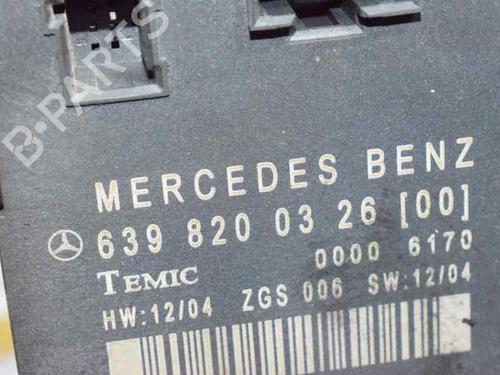 B-PARTS
MERCEDES BENZ
639 820 03 26 [00]
0000 6170
TEMIC
HW:12/04 ZGS 006 SW:12/04